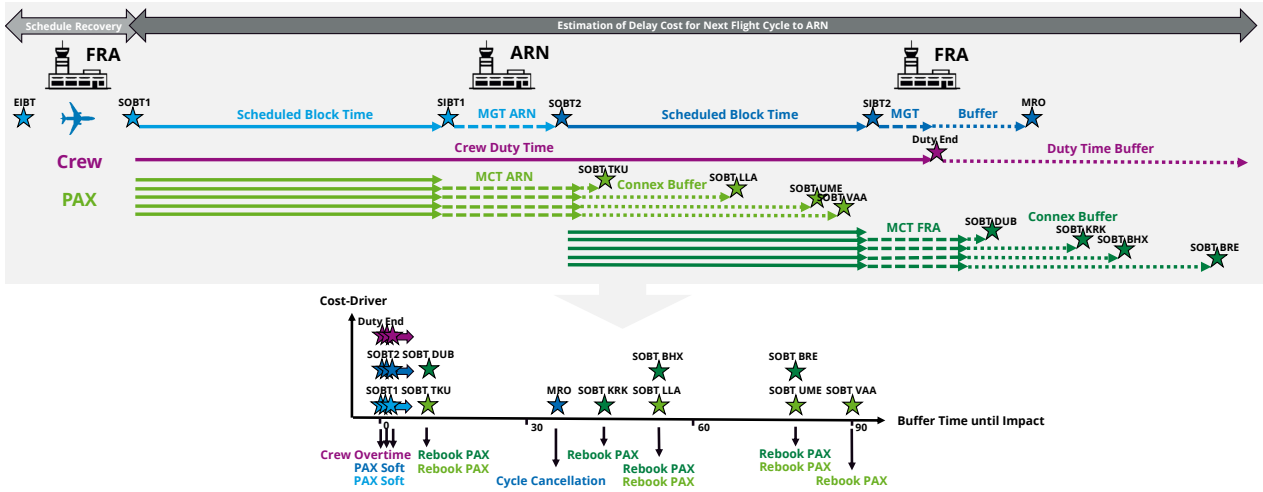 Schedule Recovery
Estimation of Delay Cost for Next Flight Cycle to ARN
FRA
ARN
FRA
EIBT
SOBT1
SIBT1
SOBT2
SIBT2
MRO
Scheduled Block Time
MGT ARN
Scheduled Block Time
MGT
Buffer
Duty End
Crew
Crew Duty Time
Duty Time Buffer
PAX
MCT ARN
SOBT TKU
Connex Buffer
SOBT LLA
SOBT UME
SOBT VAA
MCT FRA
SOBT DUB
Connex Buffer
SOBT KRK
SOBT BHX
SOBT BRE
Cost-Driver
Duty End
SOBT2
SOBT DUB
SOBT BHX
SOBT BRE
SOBT1
SOBT TKU
MRO
SOBT KRK
SOBT LLA
SOBT UME
SOBT VAA
0
30
60
90
Buffer Time until Impact
Crew Overtime
PAX Soft
PAX Soft
Rebook PAX
Rebook PAX
Cycle Cancellation
Rebook PAX
Rebook PAX
Rebook PAX
Rebook PAX
Rebook PAX
Rebook PAX